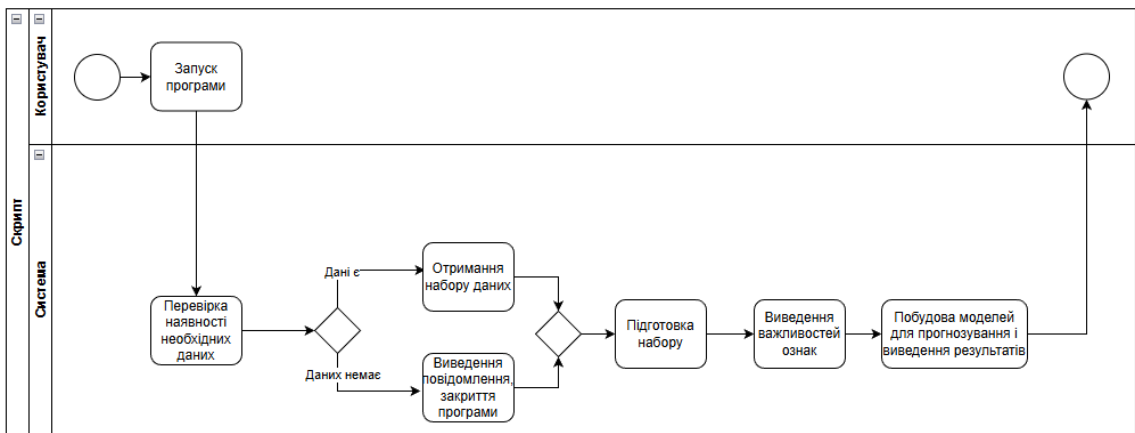 Скрипт
Користувач
Запуск
програми
Система
Перевірка
наявності
необхідних
даних
Дані є
Даних немає
Отримання
набору даних
Виведення
повідомлення,
закриття
програми
Підготовка
набору
Виведення
важливостей
ознак
Побудова моделей
для прогнозування і
виведення результатів